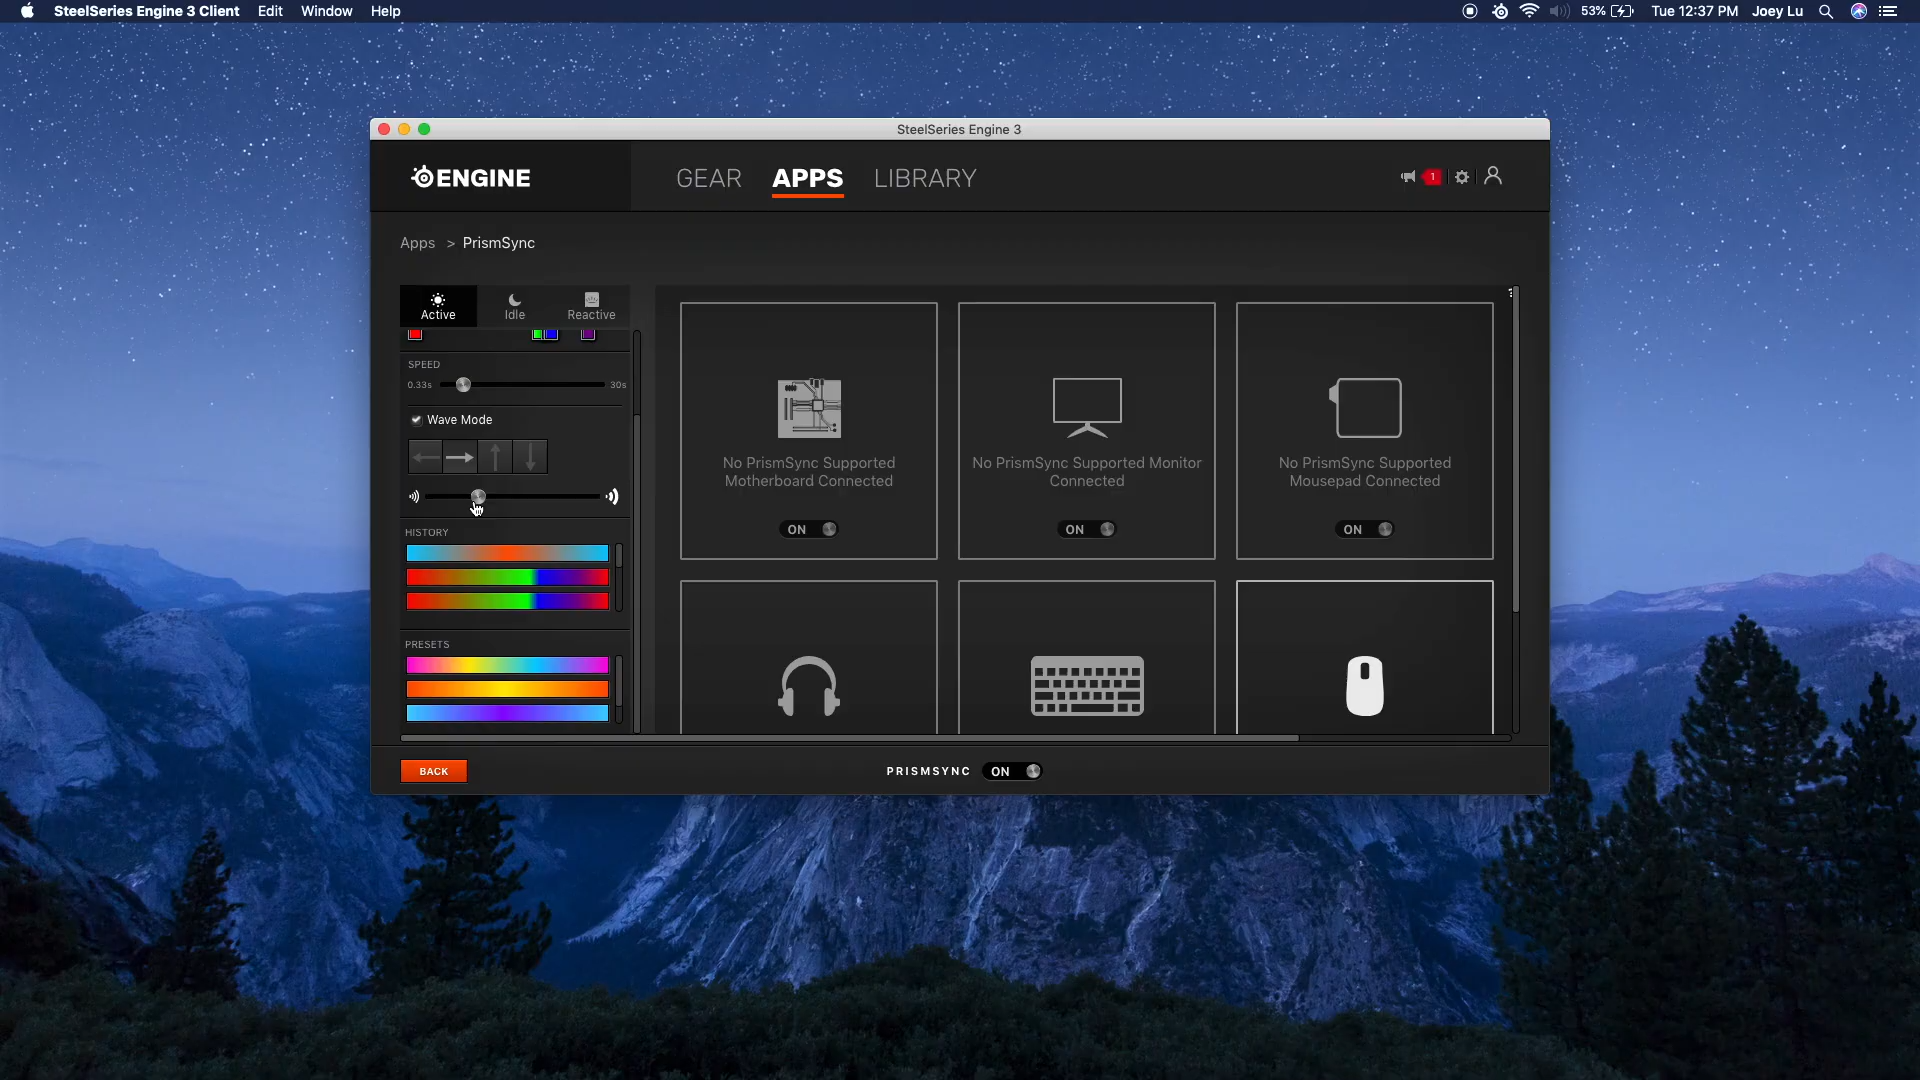 SteelSeries Engine 3 Client Edit Window Help 53% Tue 12:37 PM Joey Lu
SteelSeries Engine 3
ENGINE GEAR APPS LIBRARY 1
Apps > PrismSync
Active Idle Reactive
SPEED
0.33s 30s
Wave Mode
HISTORY
PRESETS
No PrismSync Supported
Motherboard Connected
ON
No PrismSync Supported Monitor
Connected
ON
No PrismSync Supported
Mousepad Connected
ON
BACK PRISMSYNC ON